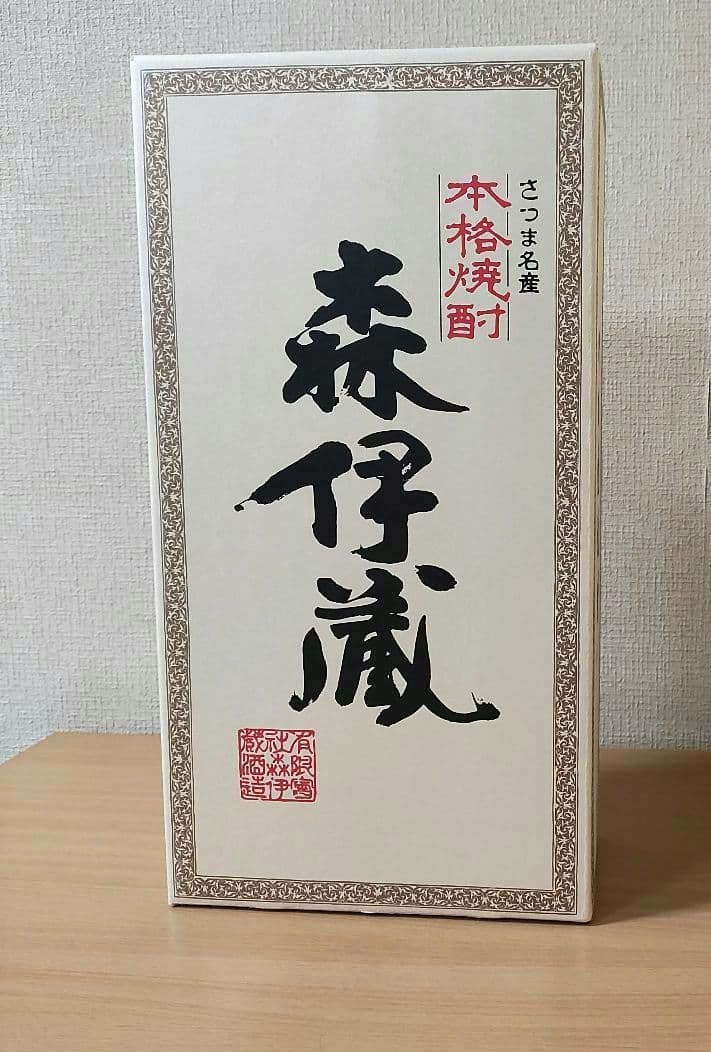 さつま名産
本格焼酎
森伊蔵
有限會
社森伊
蔵酒造